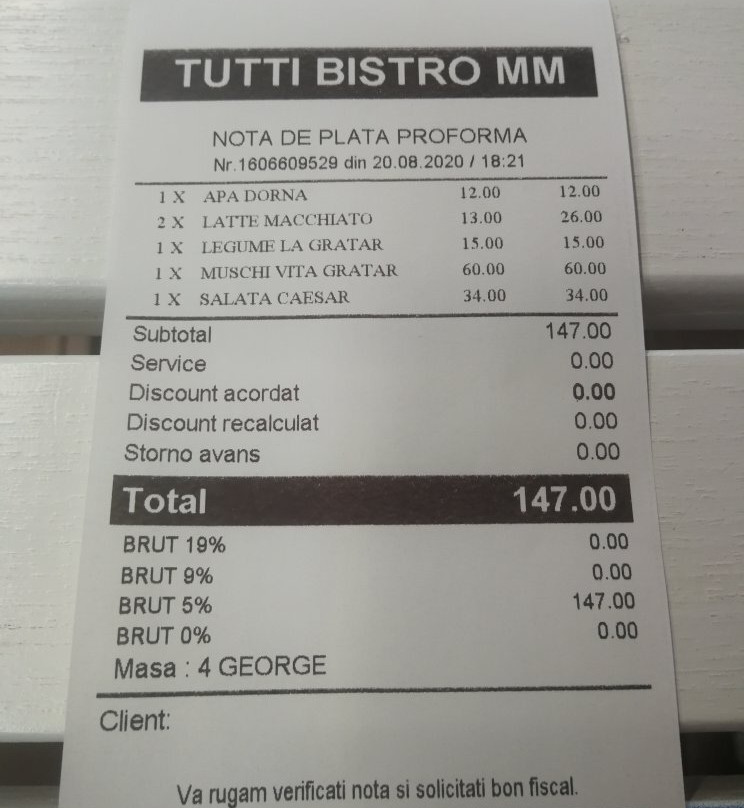 TUTTI BISTRO MM
NOTA DE PLATA PROFORMA
Nr.1606609529 din 20.08.2020 / 18:21
1 X APA DORNA 12.00 12.00
2 X LATTE MACCHIATO 13.00 26.00
1 X LEGUME LA GRATAR 15.00 15.00
1 X MUSCHI VITA GRATAR 60.00 60.00
1 X SALATA CAESAR 34.00 34.00
Subtotal 147.00
Service 0.00
Discount acordat 0.00
Discount recalculat 0.00
Storno avans 0.00
Total 147.00
BRUT 19% 0.00
BRUT 9% 0.00
BRUT 5% 147.00
BRUT 0% 0.00
Masa : 4 GEORGE
Client:
Va rugam verificati nota si solicitati bon fiscal.